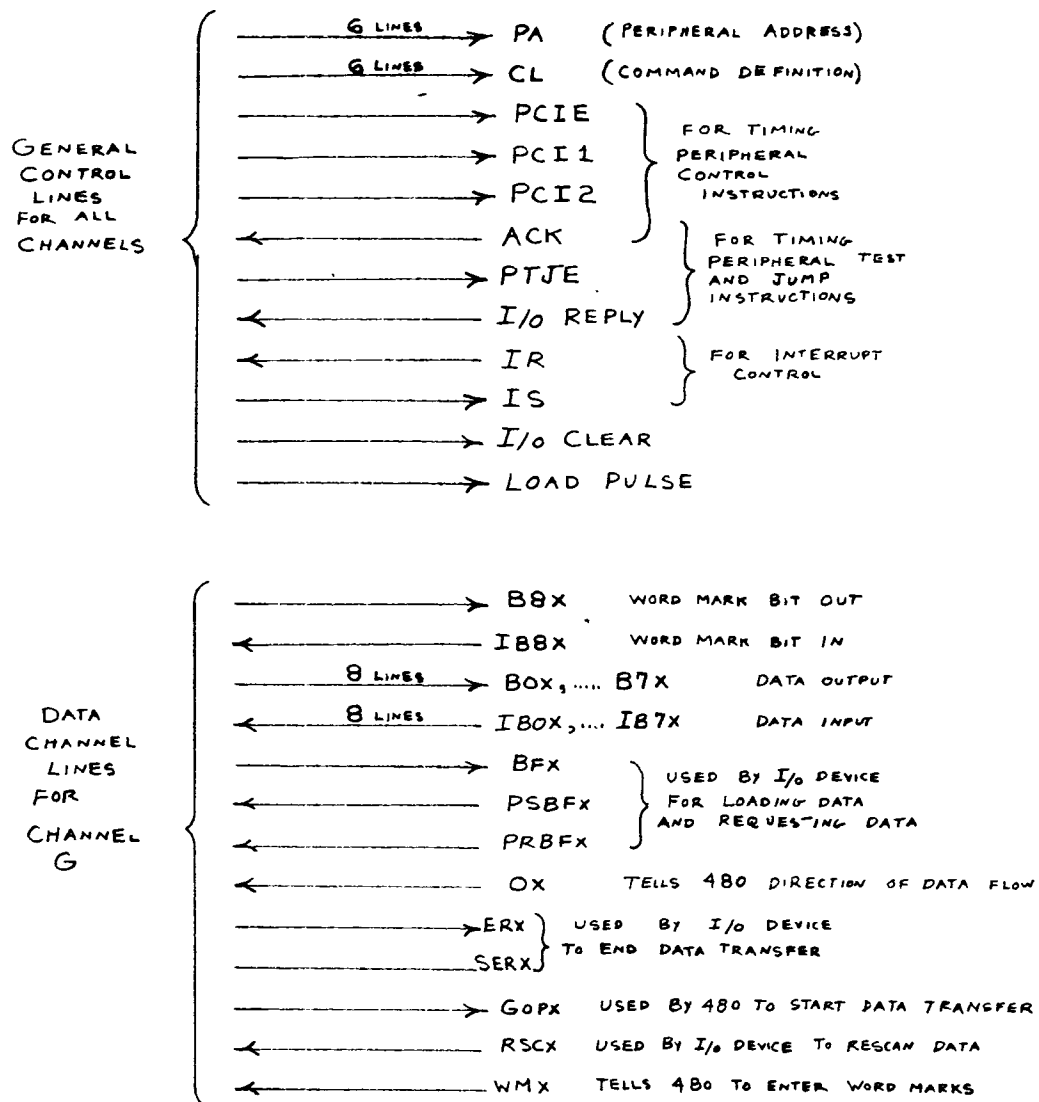 GENERAL
CONTROL
LINES
FOR ALL
CHANNELS
6 LINES PA (PERIPHERAL ADDRESS)
6 LINES CL (COMMAND DEFINITION)
PCIE
PCI1
PCI2
ACK
FOR TIMING
PERIPHERAL
CONTROL
INSTRUCTIONS
PTJE
I/O REPLY
FOR TIMING
PERIPHERAL TEST
AND JUMP
INSTRUCTIONS
IR
IS
FOR INTERRUPT
CONTROL
I/O CLEAR
LOAD PULSE
DATA
CHANNEL
LINES
FOR
CHANNEL
G
B8X WORD MARK BIT OUT
IB8X WORD MARK BIT IN
8 LINES B0X, ..... B7X DATA OUTPUT
8 LINES IB0X, .... IB7X DATA INPUT
BFX
PSBFX
PRBFX
USED BY I/O DEVICE
FOR LOADING DATA
AND REQUESTING DATA
OX TELLS 480 DIRECTION OF DATA FLOW
ERX
SERX
USED BY I/O DEVICE
TO END DATA TRANSFER
GOPX USED BY 480 TO START DATA TRANSFER
RSCX USED BY I/O DEVICE TO RESCAN DATA
WMX TELLS 480 TO ENTER WORD MARKS